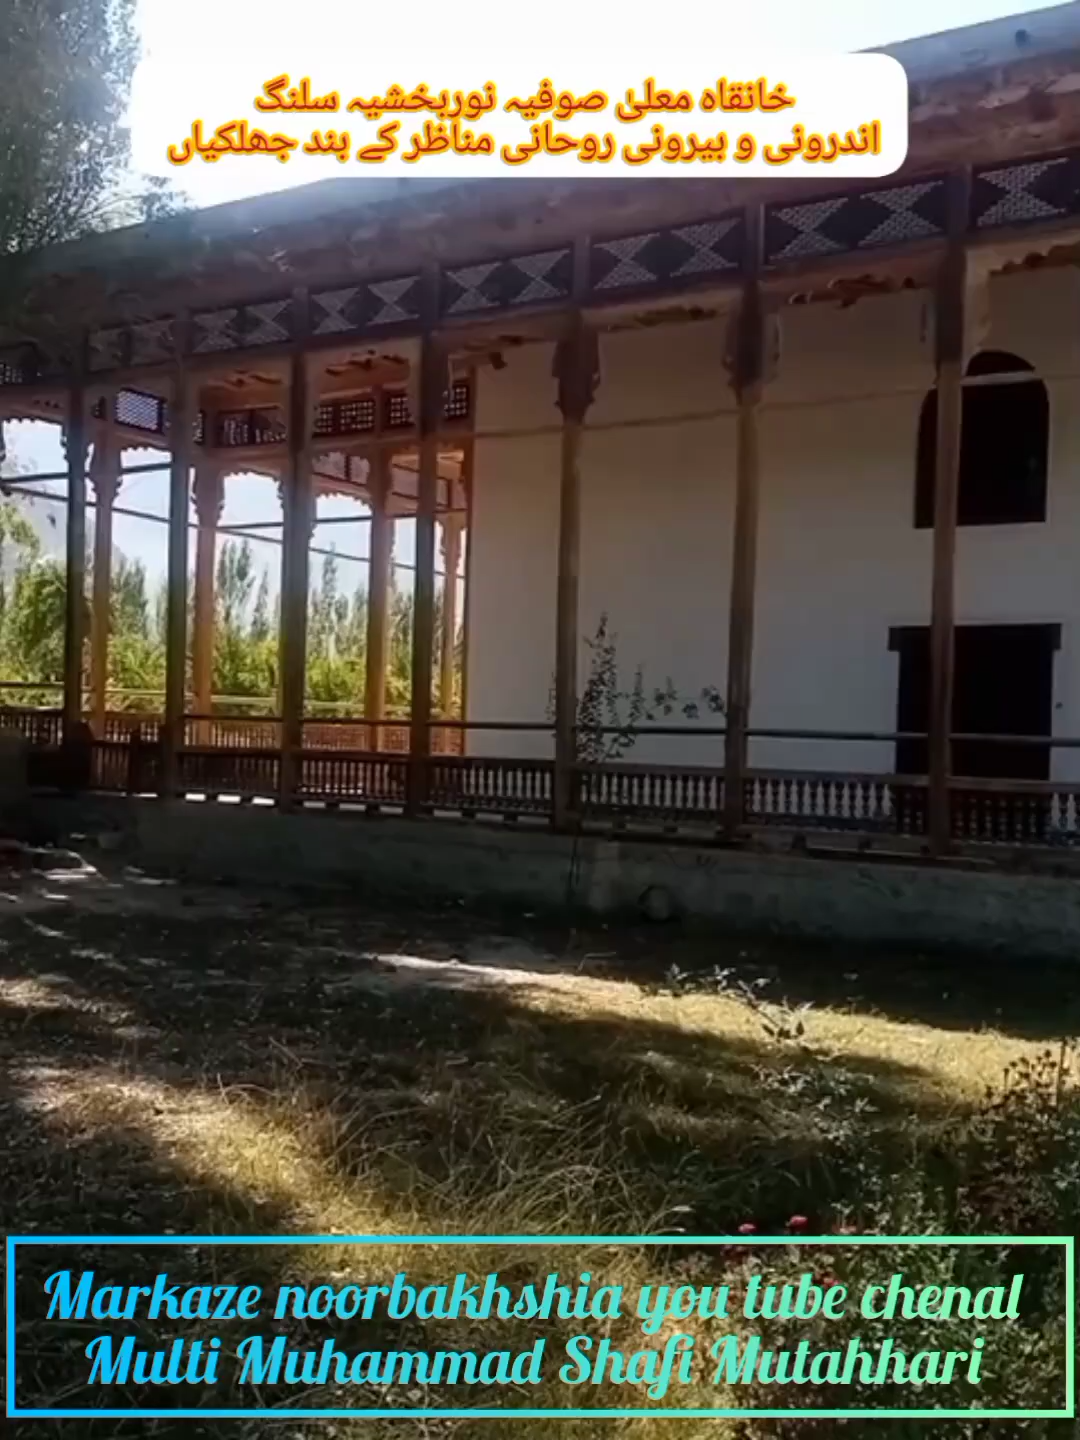 خانقاہ معلیٰ صوفیہ نوربخشیہ سلنگ
اندرونی و بیرونی روحانی مناظر کے بند جھلکیاں
Markaze noorbakhshia you tube chenal
Multi Muhammad Shafi Mutahhari